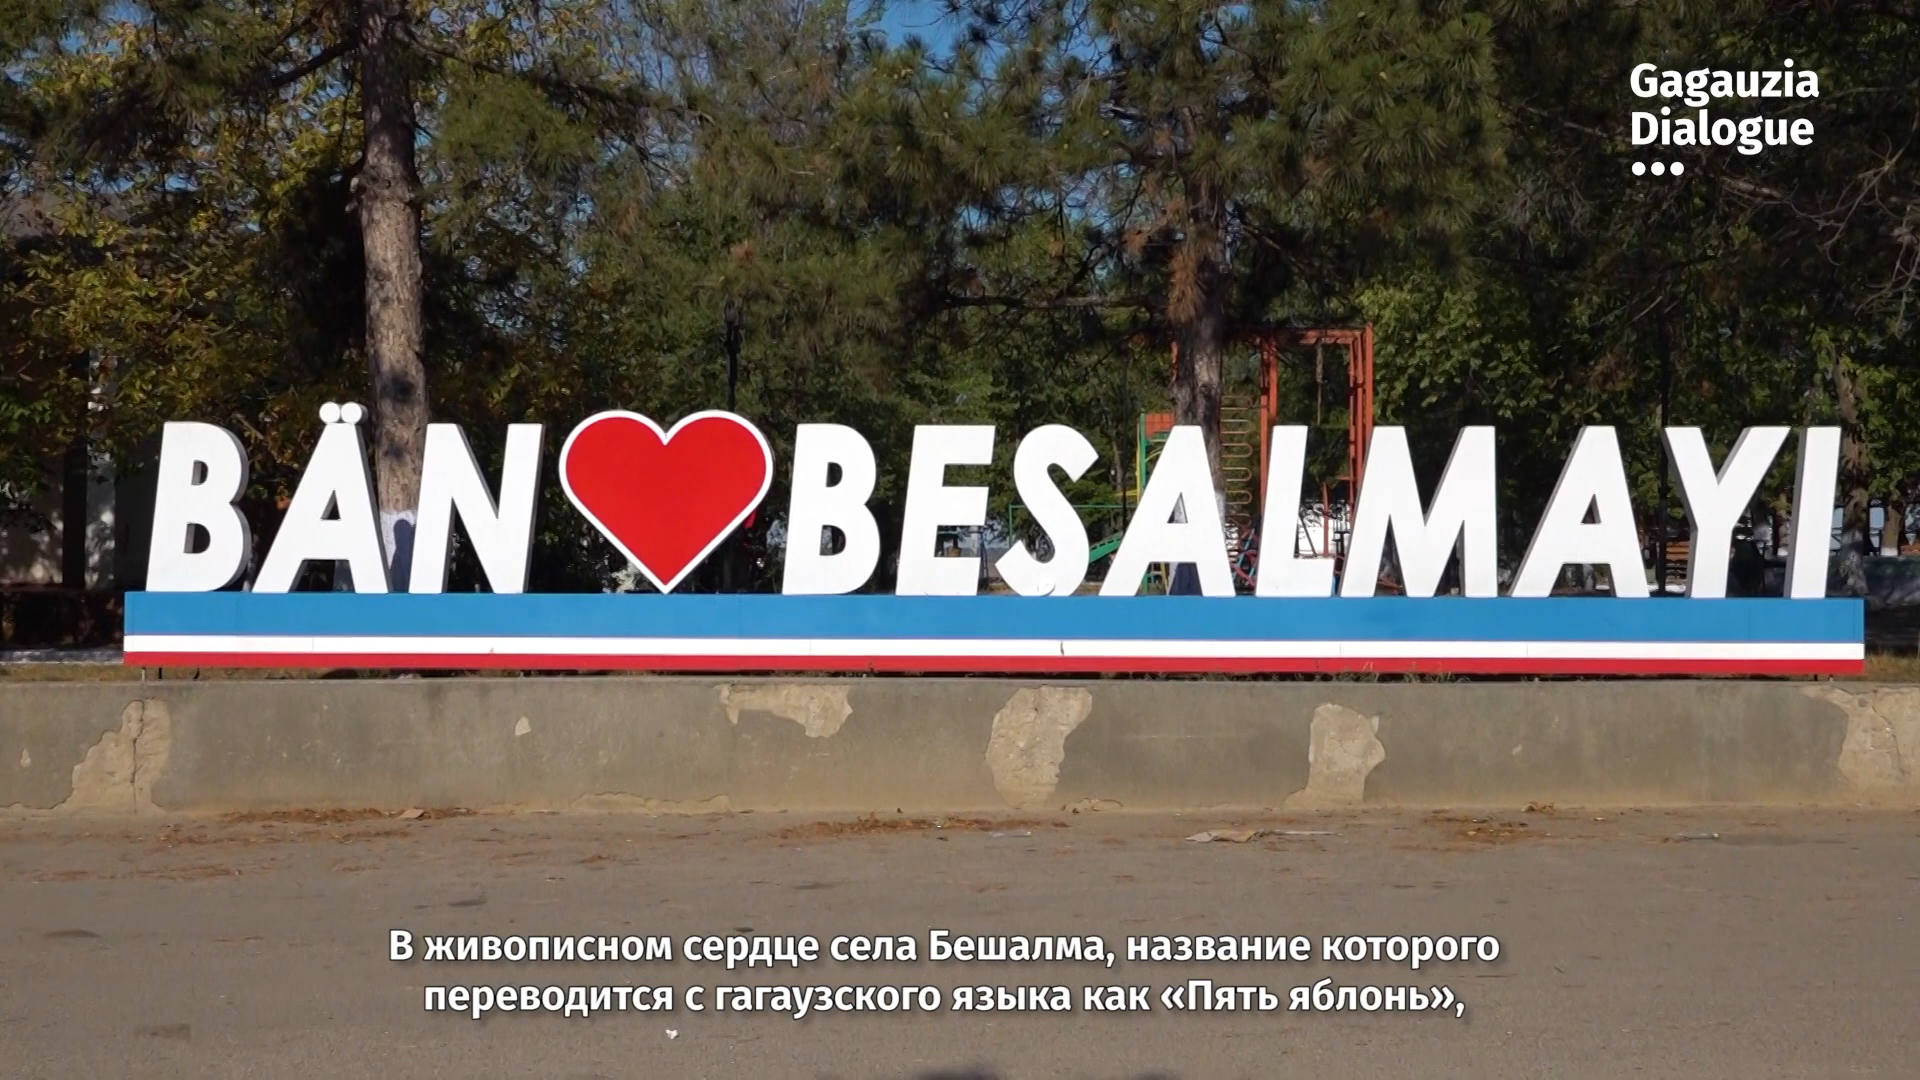 Gagauzia
Dialogue
BÄN ❤ BEŞALMAYI
В живописном сердце села Бешалма, название которого
переводится с гагаузского языка как «Пять яблонь»,